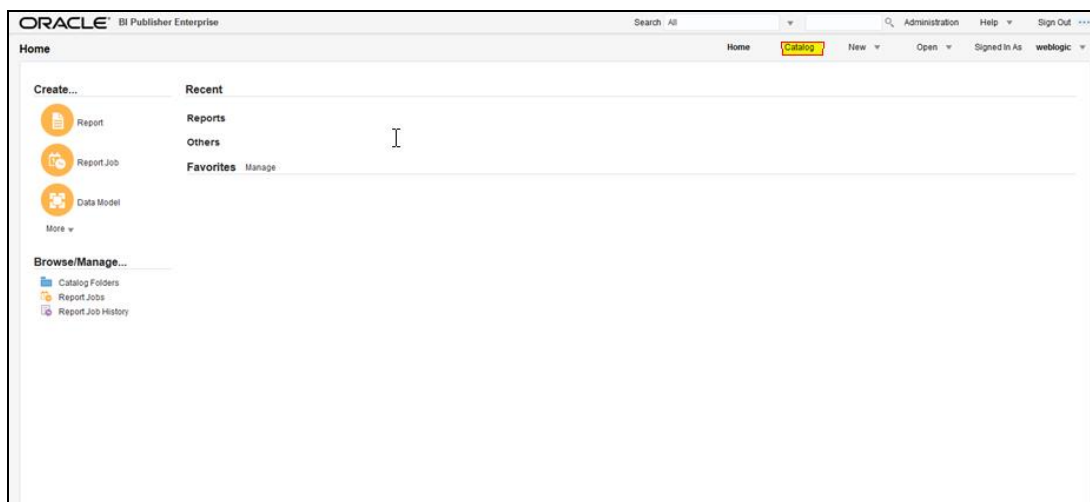 ORACLE BI Publisher Enterprise Search All Administration Help Sign Out
Home Home Catalog New Open Signed In As weblogic
Create... Recent
Report Reports
Others
Report Job Favorites Manage
Data Model
More
Browse/Manage...
Catalog Folders
Report Jobs
Report Job History